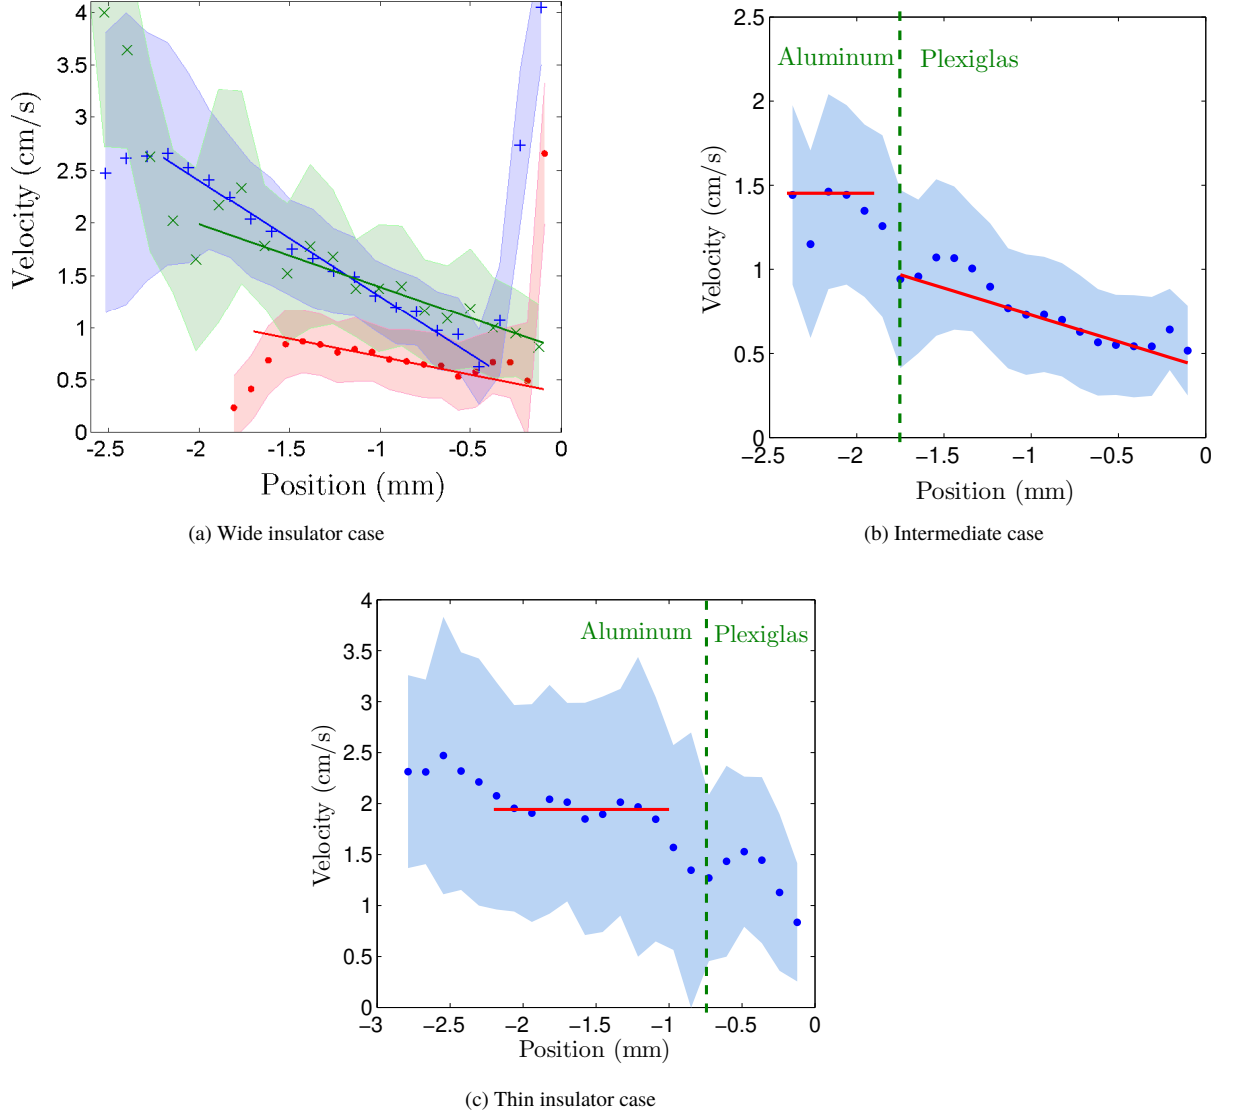 4
3.5
3
2.5
2
1.5
1
0.5
0
Velocity (cm/s)
-2.5 -2 -1.5 -1 -0.5 0
Position (mm)
(a) Wide insulator case
2.5
2
1.5
1
0.5
0
Velocity (cm/s)
Aluminum Plexiglas
−2.5 −2 −1.5 −1 −0.5 0
Position (mm)
(b) Intermediate case
4
3.5
3
2.5
2
1.5
1
0.5
0
Velocity (cm/s)
Aluminum Plexiglas
−3 −2.5 −2 −1.5 −1 −0.5 0
Position (mm)
(c) Thin insulator case